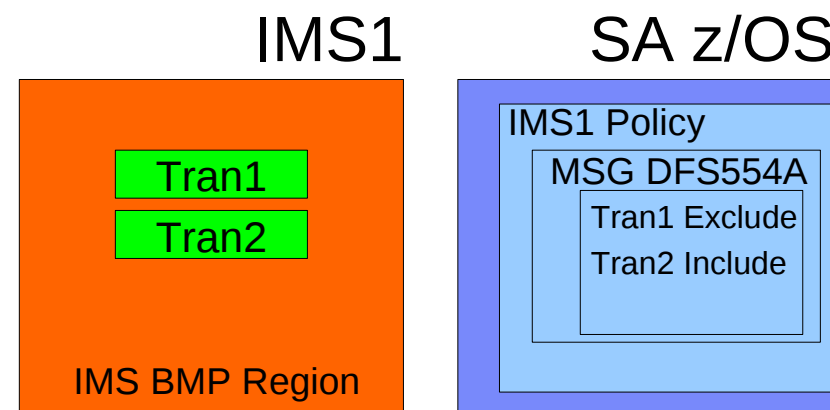 IMS1
Tran1
Tran2
IMS BMP Region
SA z/OS
IMS1 Policy
MSG DFS554A
Tran1 Exclude
Tran2 Include